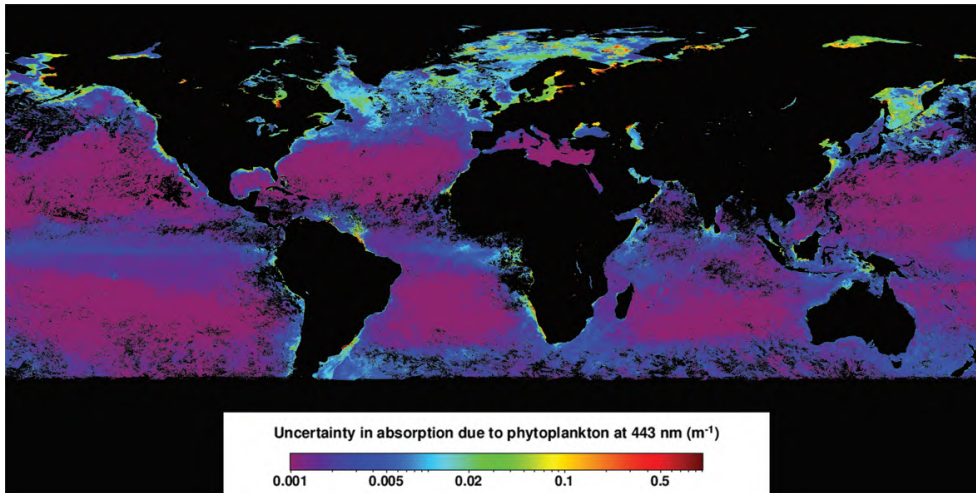 Uncertainty in absorption due to phytoplankton at 443 nm (m⁻¹)
0.001 0.005 0.02 0.1 0.5